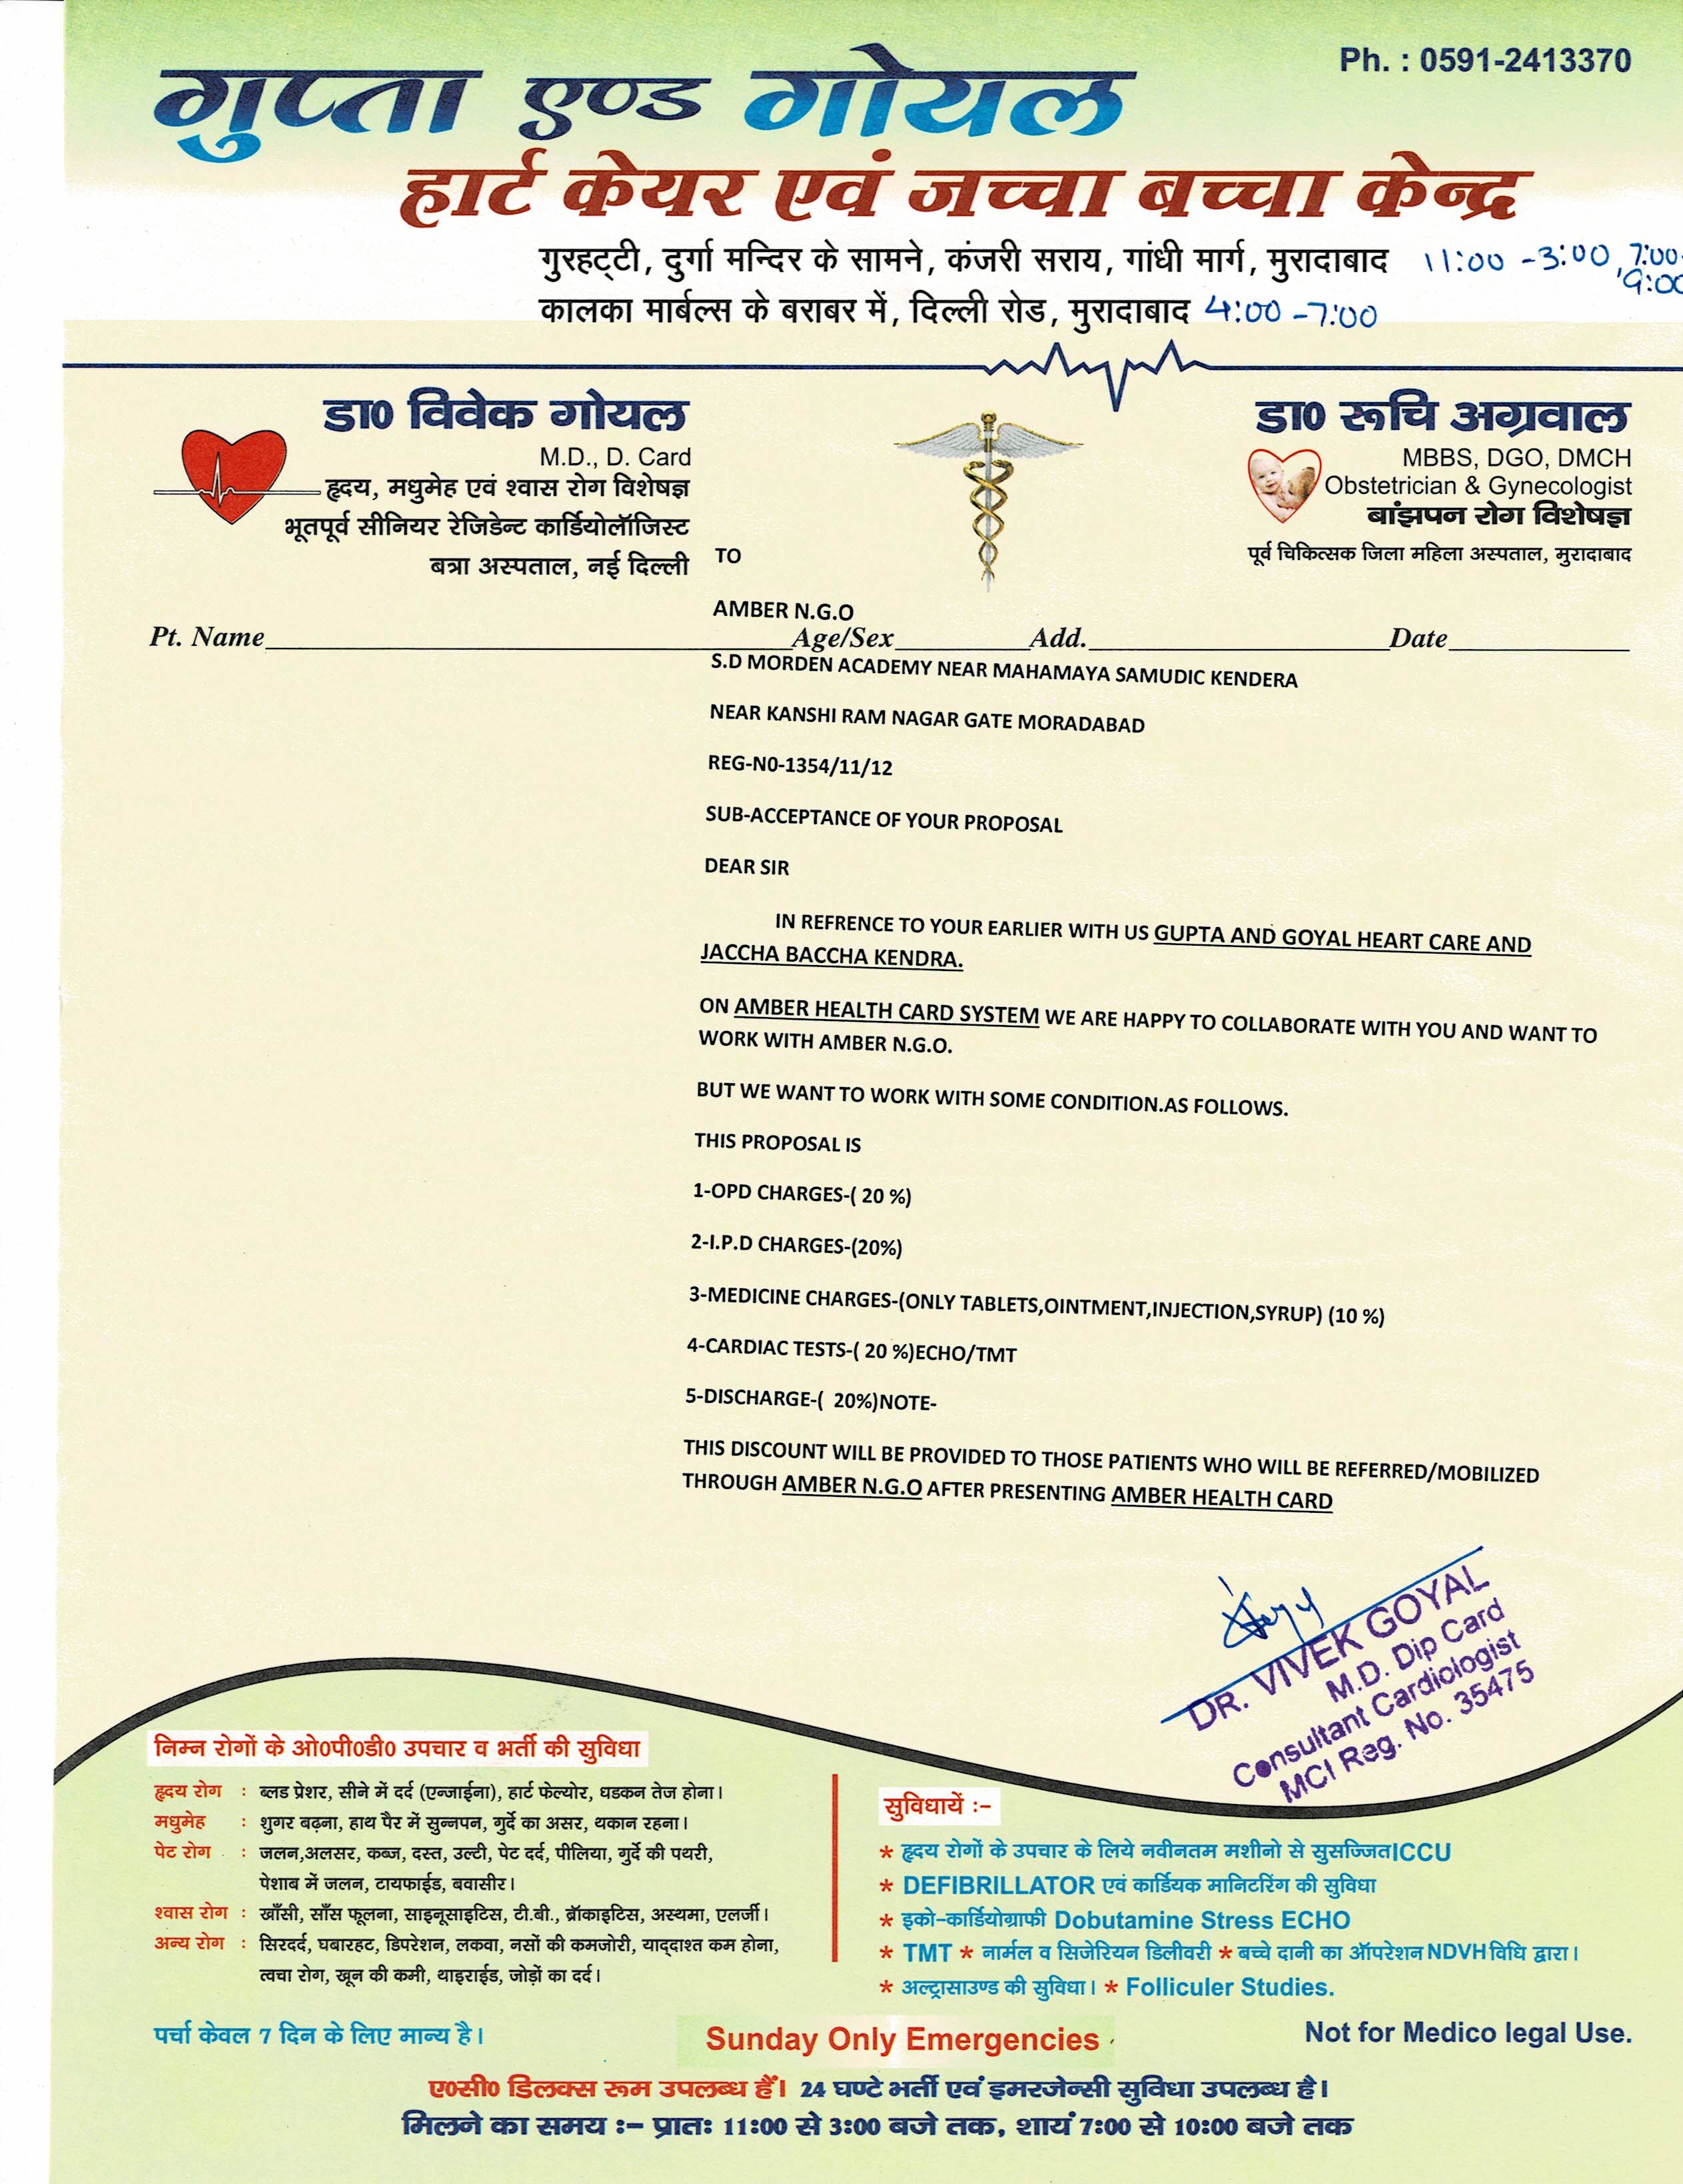 Ph. : 0591-2413370
गुप्ता एण्ड गोयल
हार्ट केयर एवं जच्चा बच्चा केन्द्र
गुरहट्टी, दुर्गा मन्दिर के सामने, कंजरी सराय, गांधी मार्ग, मुरादाबाद 11:00 -3:00, 7:00-
9:00
कालका मार्बल्स के बराबर में, दिल्ली रोड, मुरादाबाद 4:00 -7:00
डा0 विवेक गोयल
M.D., D. Card
हृदय, मधुमेह एवं श्वास रोग विशेषज्ञ
भूतपूर्व सीनियर रेजिडेन्ट कार्डियोलॉजिस्ट
बत्रा अस्पताल, नई दिल्ली
डा0 रूचि अग्रवाल
MBBS, DGO, DMCH
Obstetrician & Gynecologist
बांझपन रोग विशेषज्ञ
पूर्व चिकित्सक जिला महिला अस्पताल, मुरादाबाद
TO
AMBER N.G.O
Pt. Name Age/Sex Add. Date
S.D MORDEN ACADEMY NEAR MAHAMAYA SAMUDIC KENDERA
NEAR KANSHI RAM NAGAR GATE MORADABAD
REG-N0-1354/11/12
SUB-ACCEPTANCE OF YOUR PROPOSAL
DEAR SIR
IN REFRENCE TO YOUR EARLIER WITH US GUPTA AND GOYAL HEART CARE AND
JACCHA BACCHA KENDRA.
ON AMBER HEALTH CARD SYSTEM WE ARE HAPPY TO COLLABORATE WITH YOU AND WANT TO
WORK WITH AMBER N.G.O.
BUT WE WANT TO WORK WITH SOME CONDITION.AS FOLLOWS.
THIS PROPOSAL IS
1-OPD CHARGES-( 20 %)
2-I.P.D CHARGES-(20%)
3-MEDICINE CHARGES-(ONLY TABLETS,OINTMENT,INJECTION,SYRUP) (10 %)
4-CARDIAC TESTS-( 20 %)ECHO/TMT
5-DISCHARGE-( 20%)NOTE-
THIS DISCOUNT WILL BE PROVIDED TO THOSE PATIENTS WHO WILL BE REFERRED/MOBILIZED
THROUGH AMBER N.G.O AFTER PRESENTING AMBER HEALTH CARD
DR. VIVEK GOYAL
M.D. Dip Card
Consultant Cardiologist
MCI Reg. No. 35475
निम्न रोगों के ओ0पी0डी0 उपचार व भर्ती की सुविधा
हृदय रोग : ब्लड प्रेशर, सीने में दर्द (एन्जाईना), हार्ट फेल्योर, धडकन तेज होना।
मधुमेह : शुगर बढ़ना, हाथ पैर में सुन्नपन, गुर्दे का असर, थकान रहना।
पेट रोग : जलन,अलसर, कब्ज, दस्त, उल्टी, पेट दर्द, पीलिया, गुर्दे की पथरी,
पेशाब में जलन, टायफाईड, बवासीर।
श्वास रोग : खाँसी, साँस फूलना, साइनूसाइटिस, टी.बी., ब्रॉकाइटिस, अस्थमा, एलर्जी।
अन्य रोग : सिरदर्द, घबारहट, डिपरेशन, लकवा, नसों की कमजोरी, याद्दाश्त कम होना,
त्वचा रोग, खून की कमी, थाइराईड, जोड़ों का दर्द।
सुविधायें :-
* हृदय रोगों के उपचार के लिये नवीनतम मशीनो से सुसज्जित ICCU
* DEFIBRILLATOR एवं कार्डियक मानिटरिंग की सुविधा
* इको-कार्डियोग्राफी Dobutamine Stress ECHO
* TMT * नार्मल व सिजेरियन डिलीवरी * बच्चे दानी का ऑपरेशन NDVH विधि द्वारा।
* अल्ट्रासाउण्ड की सुविधा। * Folliculer Studies.
पर्चा केवल 7 दिन के लिए मान्य है। Sunday Only Emergencies Not for Medico legal Use.
ए0सी0 डिलक्स रूम उपलब्ध हैं। 24 घण्टे भर्ती एवं इमरजेन्सी सुविधा उपलब्ध है।
मिलने का समय :- प्रातः 11:00 से 3:00 बजे तक, शायं 7:00 से 10:00 बजे तक